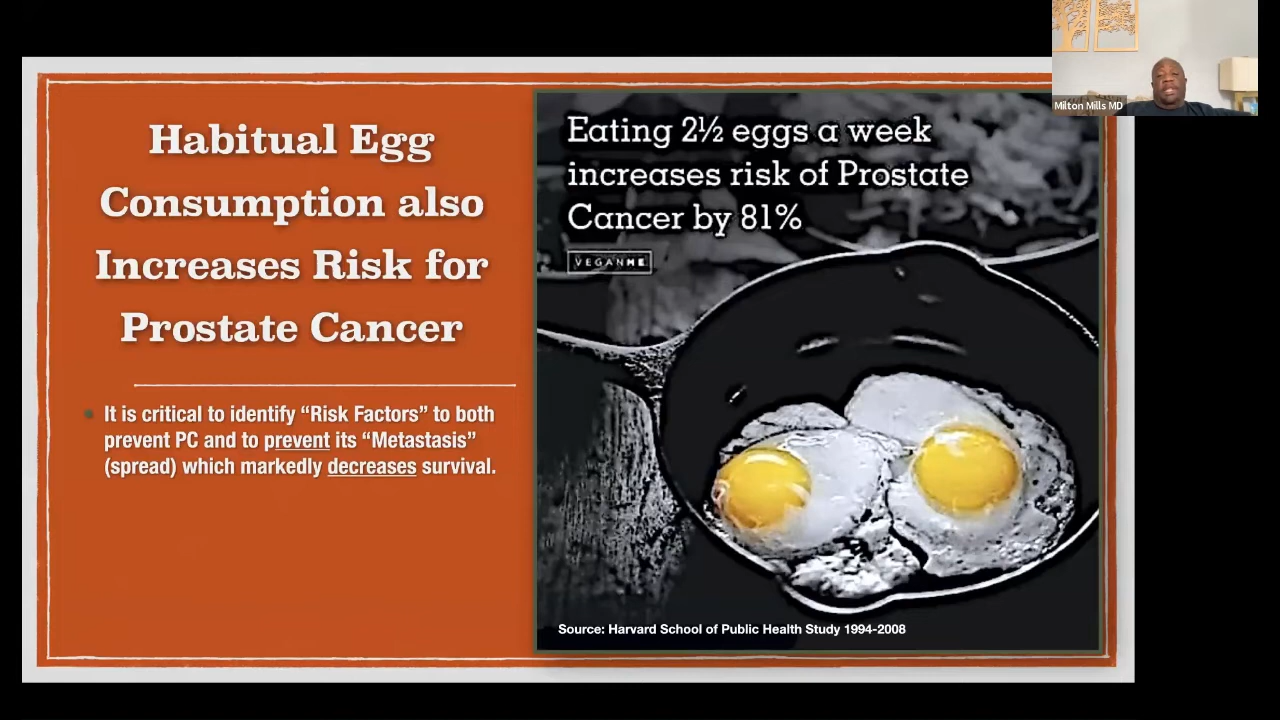 Habitual Egg
Consumption also
Increases Risk for
Prostate Cancer
• It is critical to identify “Risk Factors” to both
prevent PC and to prevent its “Metastasis”
(spread) which markedly decreases survival.
Eating 2½ eggs a week
increases risk of Prostate
Cancer by 81%
VEGANME
Source: Harvard School of Public Health Study 1994-2008
Milton Mills MD